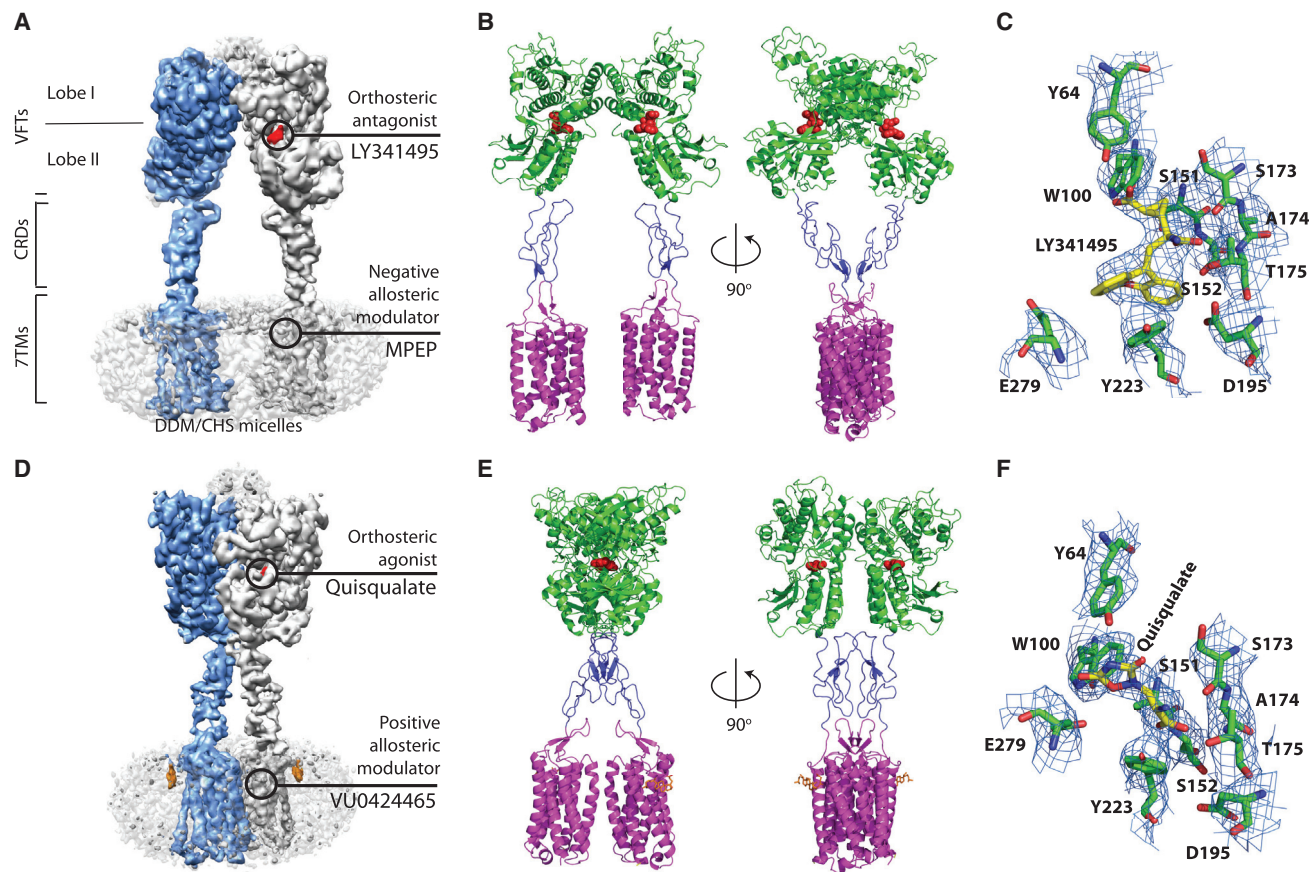 A
VFTs
Lobe I
Lobe II
CRDs
7TMs
Orthosteric
antagonist
LY341495
Negative
allosteric
modulator
MPEP
DDM/CHS micelles
B
90º
C
Y64
W100
S151
S173
A174
LY341495
T175
S152
E279
Y223
D195
D
Orthosteric
agonist
Quisqualate
Positive
allosteric
modulator
VU0424465
E
90º
F
Y64
Quisqualate
W100
S151
S173
A174
E279
T175
S152
Y223
D195